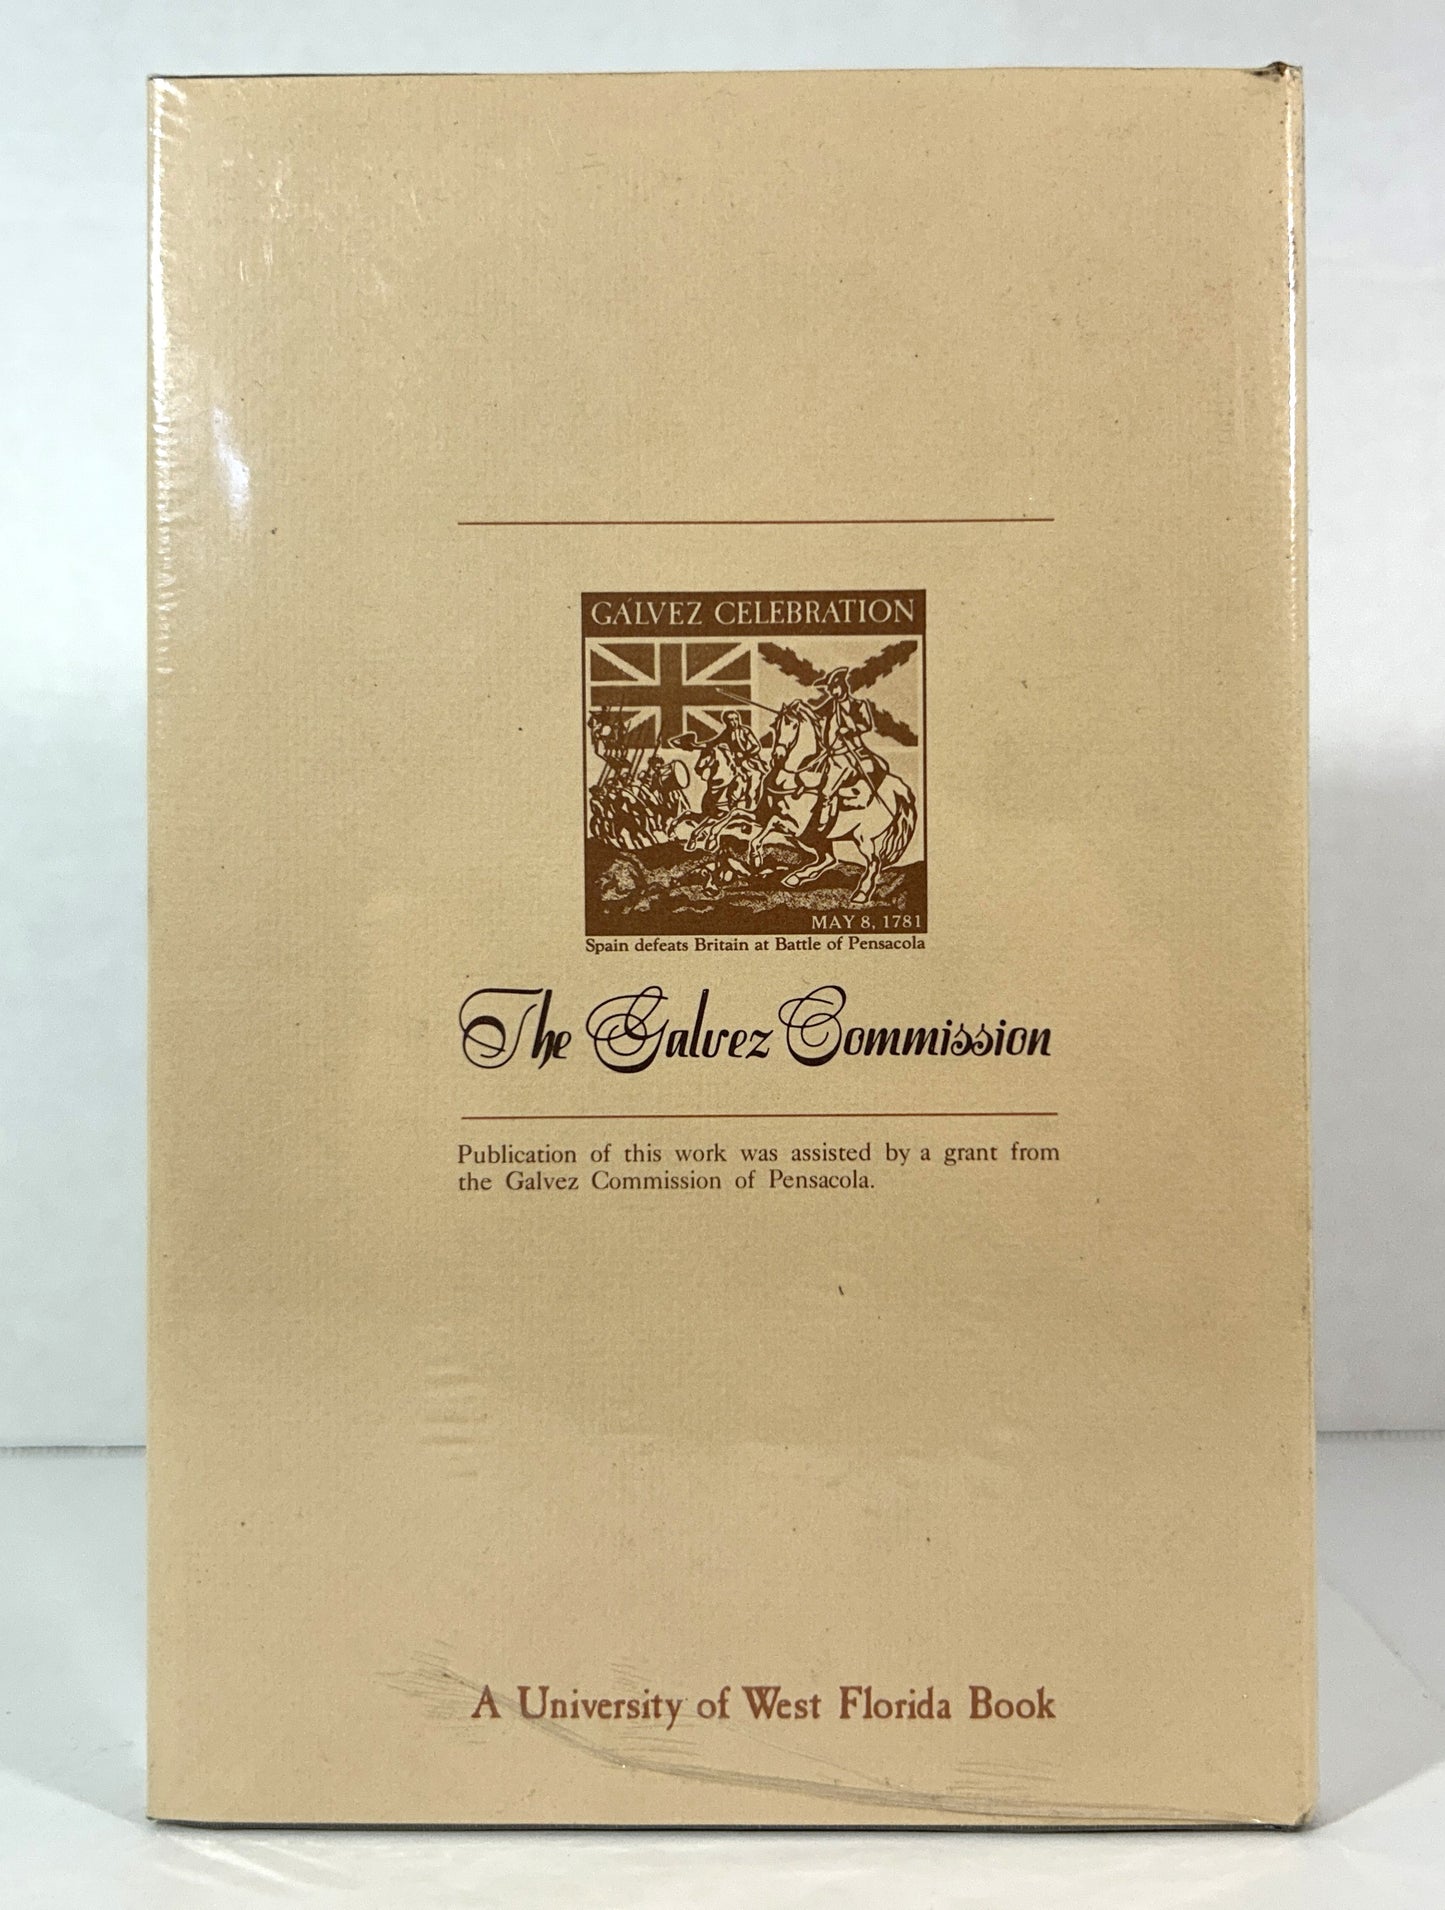 GÁLVEZ CELEBRATION
MAY 8, 1781
Spain defeats Britain at Battle of Pensacola
The Galvez Commission
Publication of this work was assisted by a grant from
the Galvez Commission of Pensacola.
A University of West Florida Book